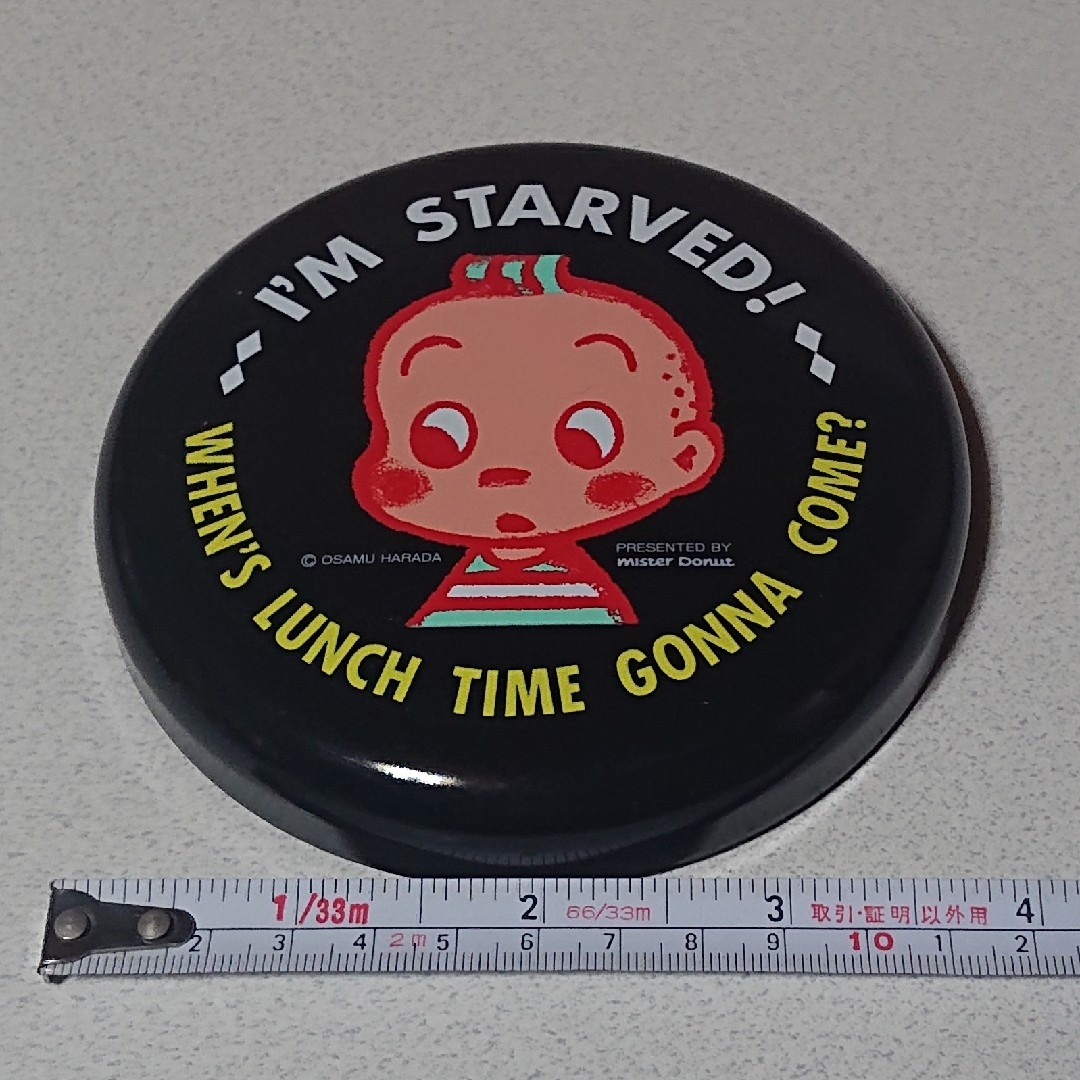 I'M STARVED!
WHEN'S LUNCH TIME GONNA COME?
© OSAMU HARADA
PRESENTED BY
mister Donut
1/33m 2 66/33m 3 取引・証明以外用 4
2 3 4 2m 5 6 7 8 9 10 1 2